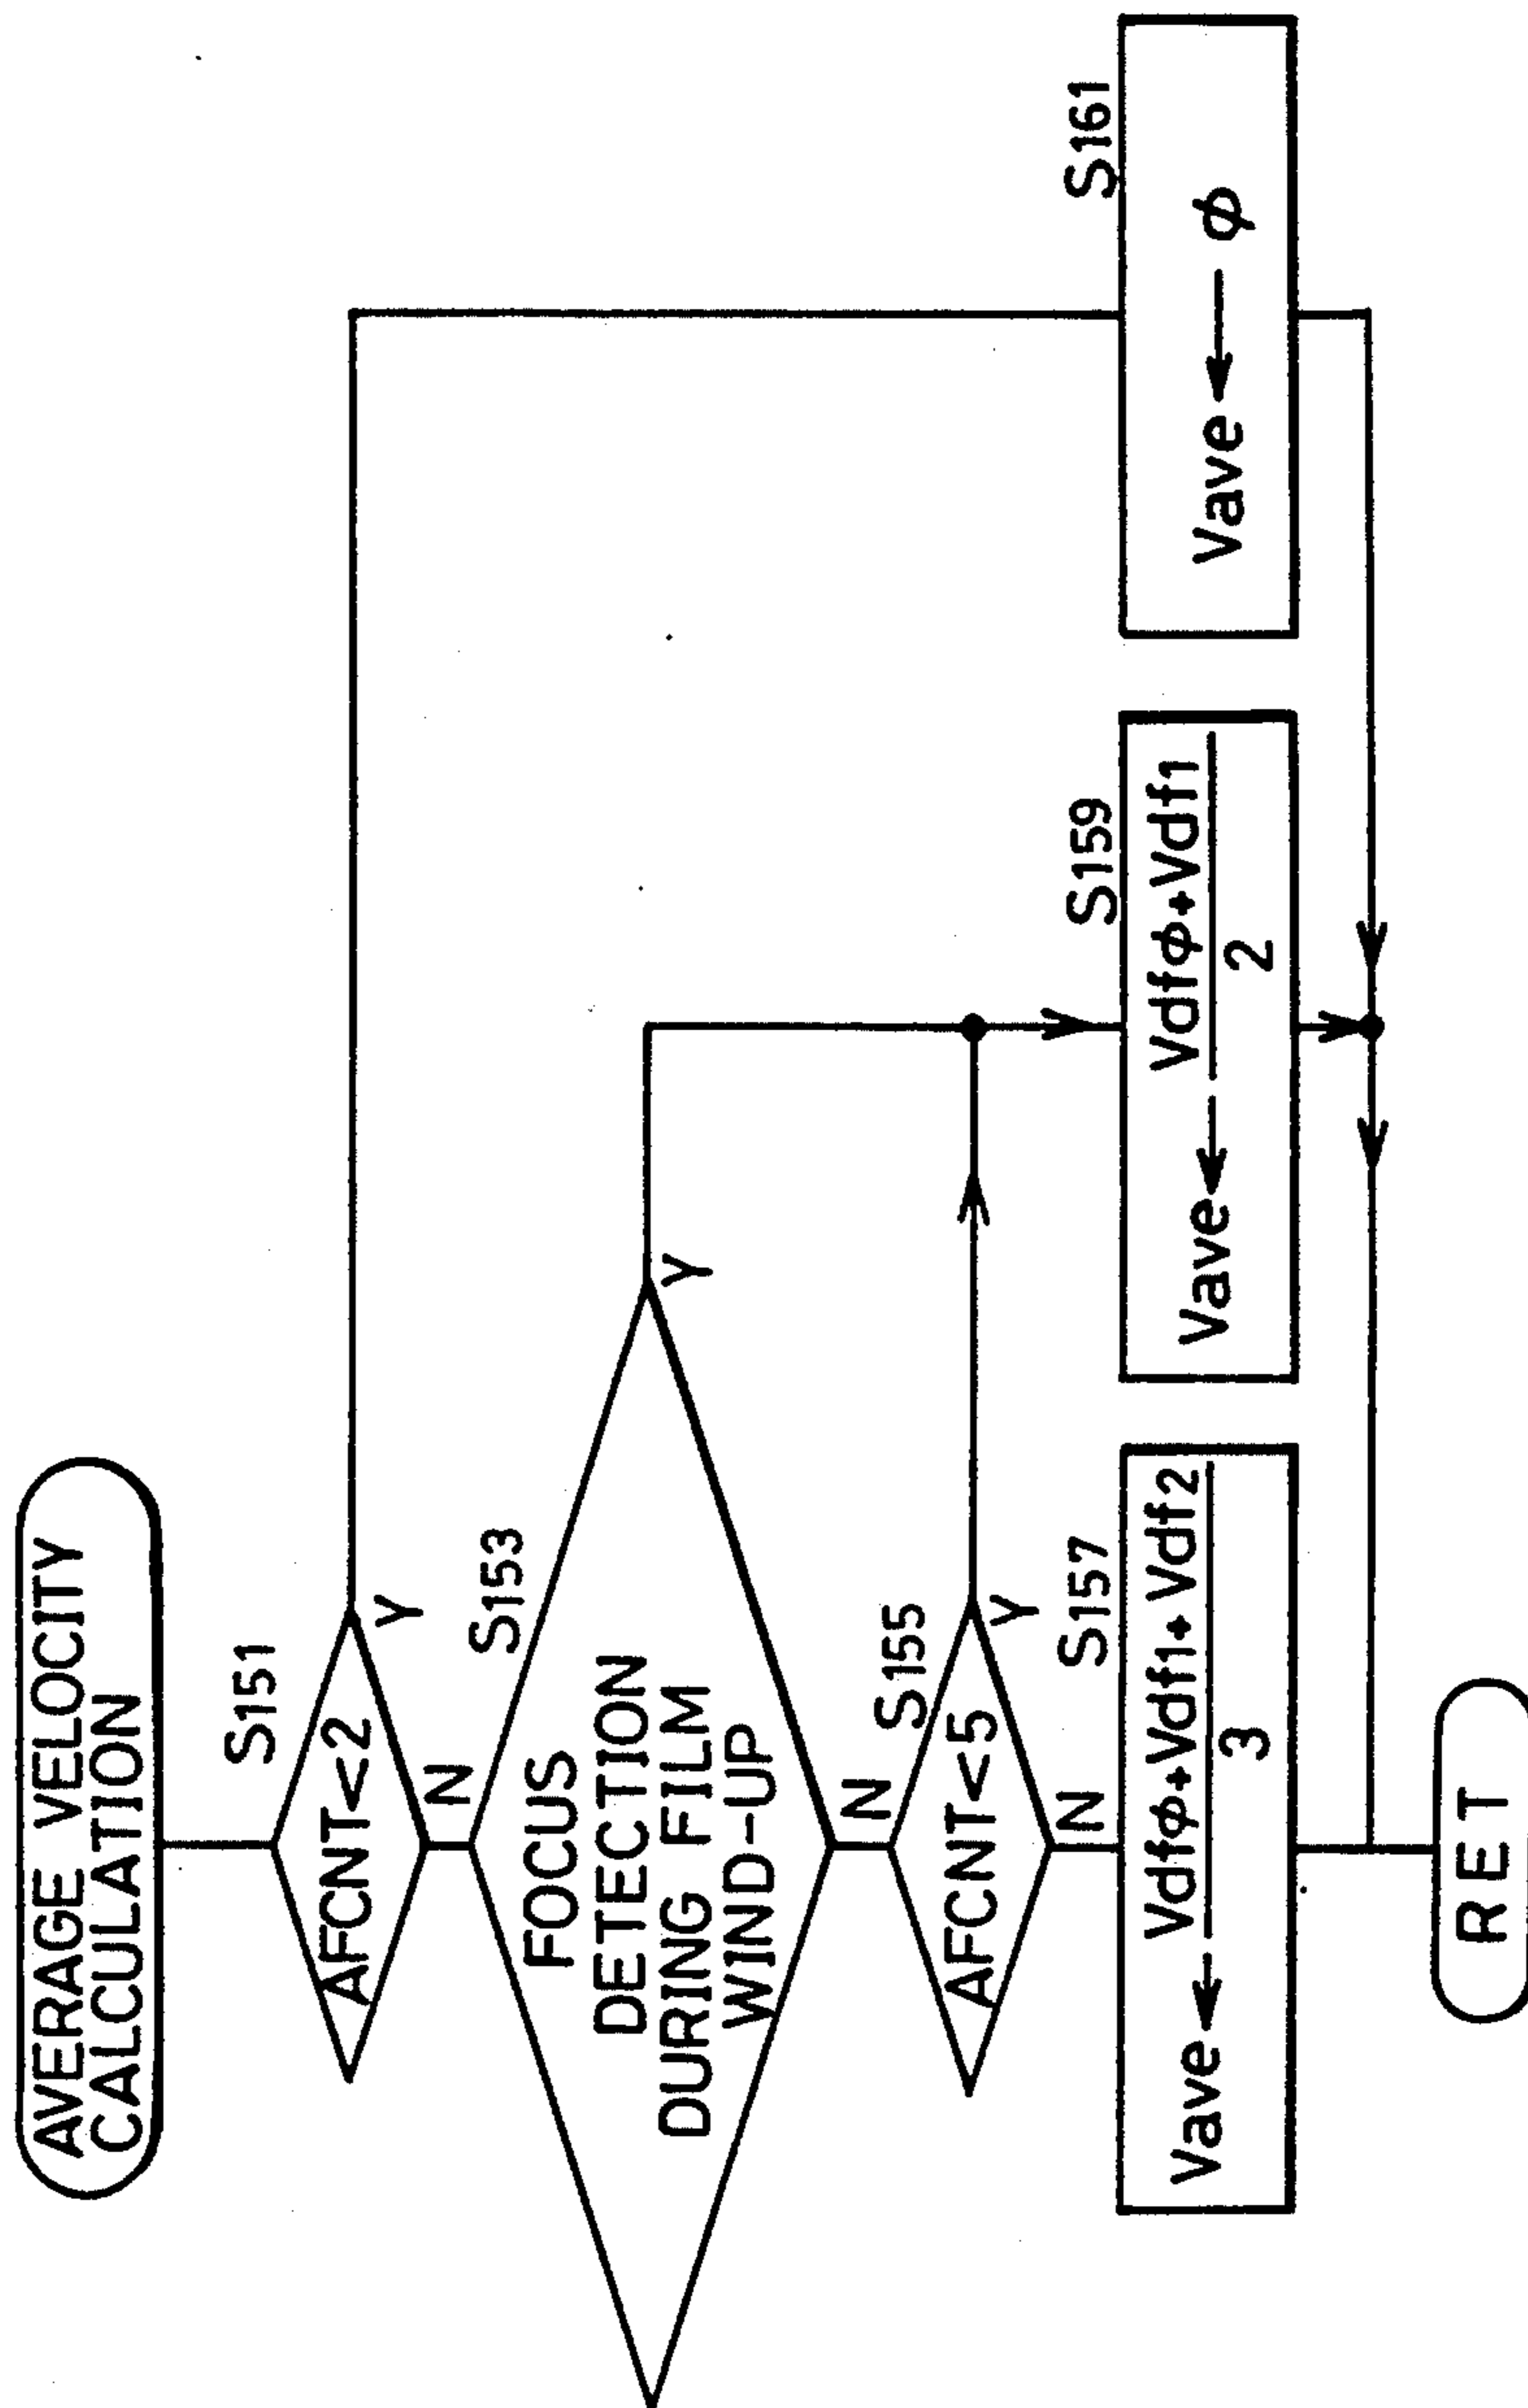 AVERAGE VELOCITY
CALCULATION
S151
AFCNT<2
Y
N
S153
FOCUS
DETECTION
DURING FILM
WIND-UP
Y
N
S155
AFCNT<5
Y
N
S157
Vave ← Vdfφ+Vdf1+Vdf2
3
S159
Vave ← Vdfφ+Vdf1
2
S161
Vave ← φ
RET